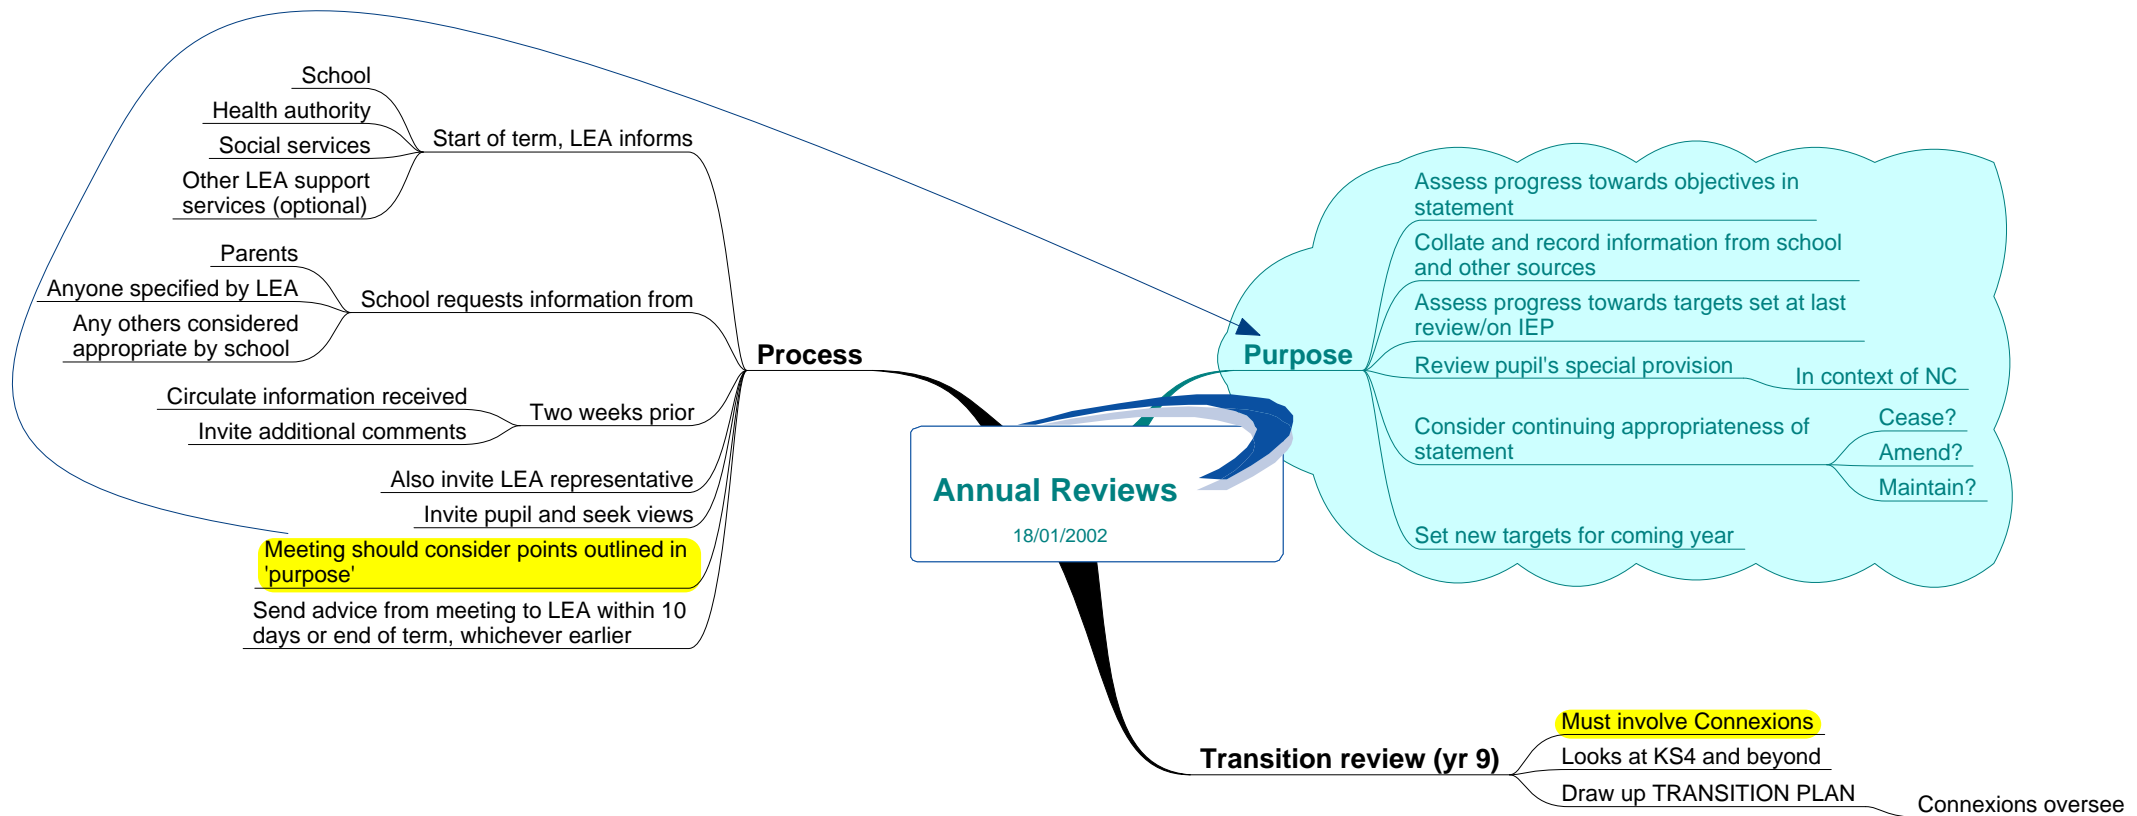 Annual Reviews
18/01/2002
Purpose
Assess progress towards objectives in
statement
Collate and record information from school
and other sources
Assess progress towards targets set at last
review/on IEP
Review pupil's special provision
In context of NC
Consider continuing appropriateness of
statement
Cease?
Amend?
Maintain?
Set new targets for coming year
Transition review (yr 9)
Must involve Connexions
Looks at KS4 and beyond
Draw up TRANSITION PLAN
Connexions oversee
Process
Start of term, LEA informs
School
Health authority
Social services
Other LEA support
services (optional)
School requests information from
Parents
Anyone specified by LEA
Any others considered
appropriate by school
Two weeks prior
Circulate information received
Invite additional comments
Also invite LEA representative
Invite pupil and seek views
Meeting should consider points outlined in
'purpose'
Send advice from meeting to LEA within 10
days or end of term, whichever earlier